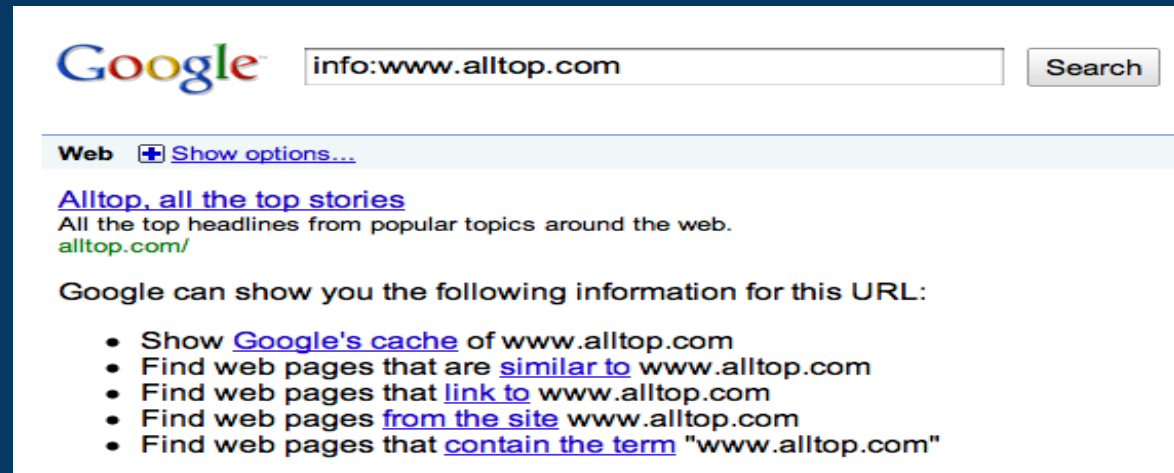 Google info:www.alltop.com Search
Web Show options...
Alltop, all the top stories
All the top headlines from popular topics around the web.
alltop.com/
Google can show you the following information for this URL:
• Show Google's cache of www.alltop.com
• Find web pages that are similar to www.alltop.com
• Find web pages that link to www.alltop.com
• Find web pages from the site www.alltop.com
• Find web pages that contain the term "www.alltop.com"